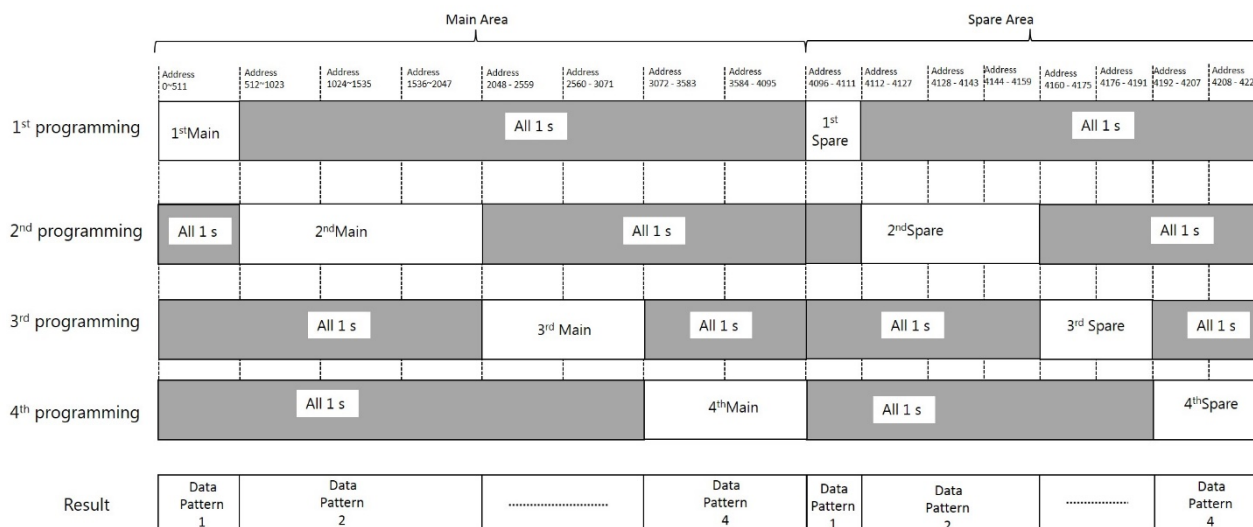 Main Area
Spare Area
Address
0~511
Address
512~1023
Address
1024~1535
Address
1536~2047
Address
2048 - 2559
Address
2560 - 3071
Address
3072 - 3583
Address
3584 - 4095
Address
4096 - 4111
Address
4112 - 4127
Address
4128 - 4143
Address
4144 - 4159
Address
4160 - 4175
Address
4176 - 4191
Address
4192 - 4207
Address
4208 - 422
1st programming
1stMain
All 1 s
1st
Spare
All 1 s
2nd programming
All 1 s
2ndMain
All 1 s
2ndSpare
All 1 s
3rd programming
All 1 s
3rd Main
All 1 s
All 1 s
3rd Spare
All 1 s
4th programming
All 1 s
4thMain
All 1 s
4thSpare
Result
Data
Pattern
1
Data
Pattern
2
Data
Pattern
4
Data
Pattern
1
Data
Pattern
2
Data
Pattern
4